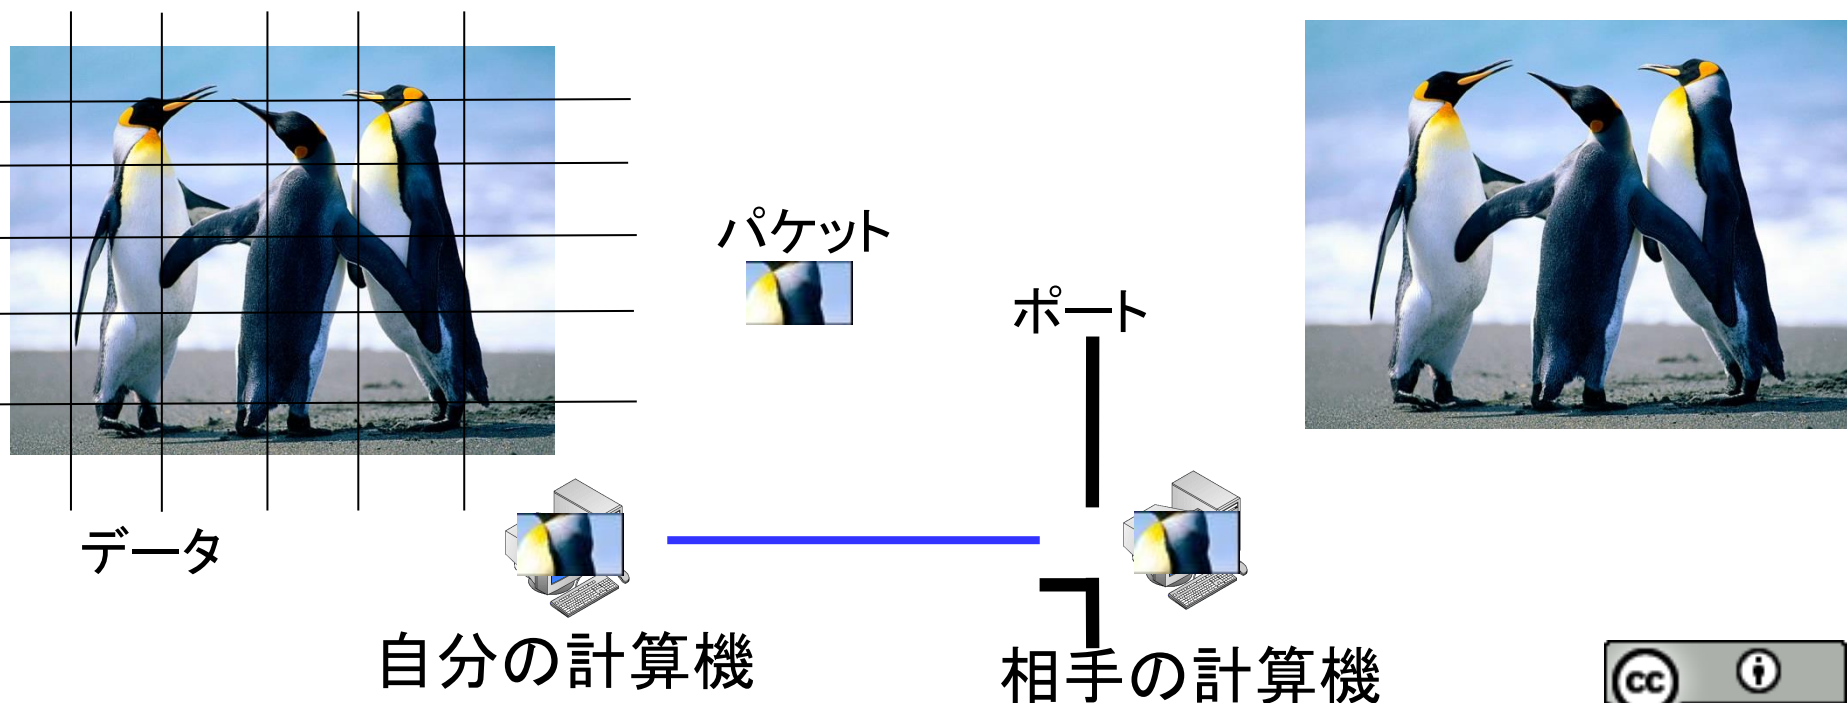 パケット
ポート
データ
自分の計算機
相手の計算機
cc